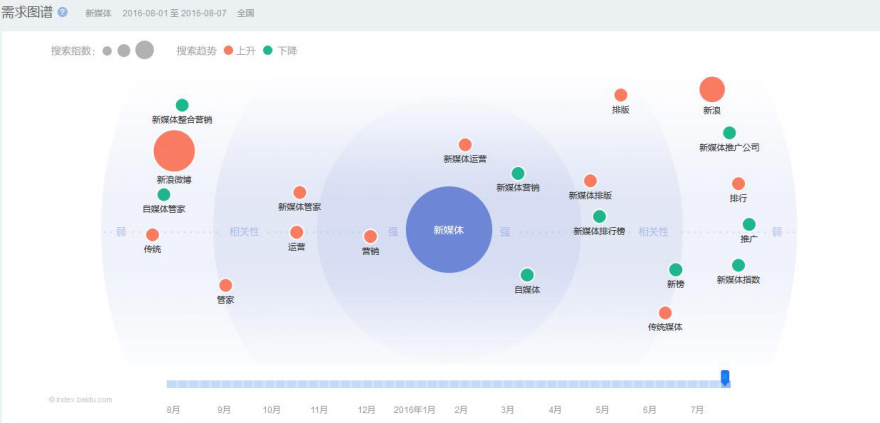 需求图谱 ? 新媒体 2016-08-01 至 2016-08-07 全国
搜索指数: 搜索趋势 上升 下降
排版
新浪
新媒体整合营销
新媒体推广公司
新媒体运营
新浪微博
新媒体营销
新媒体排版
排行
自媒体管家
新媒体管家
新媒体
新媒体排行榜
弱 相关性 强 强 相关性 弱
传统
运营
营销
推广
自媒体
新榜
新媒体指数
管家
传统媒体
©index.baidu.com
8月 9月 10月 11月 12月 2016年1月 2月 3月 4月 5月 6月 7月